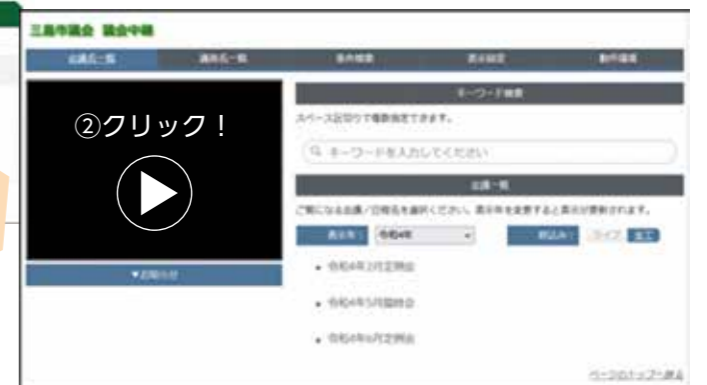 三島市議会 議会中継
会議名一覧
議員名一覧
条件検索
表示設定
動作環境
②クリック！
▼お知らせ
キーワード検索
スペース区切りで複数指定できます。
キーワードを入力してください
会議一覧
ご覧になる会議／日程名を選択ください。表示年を変更すると表示が更新されます。
表示年： 令和4年
絞込み： ライブ 全て
• 令和4年2月定例会
• 令和4年5月臨時会
• 令和4年6月定例会
ページのトップへ戻る